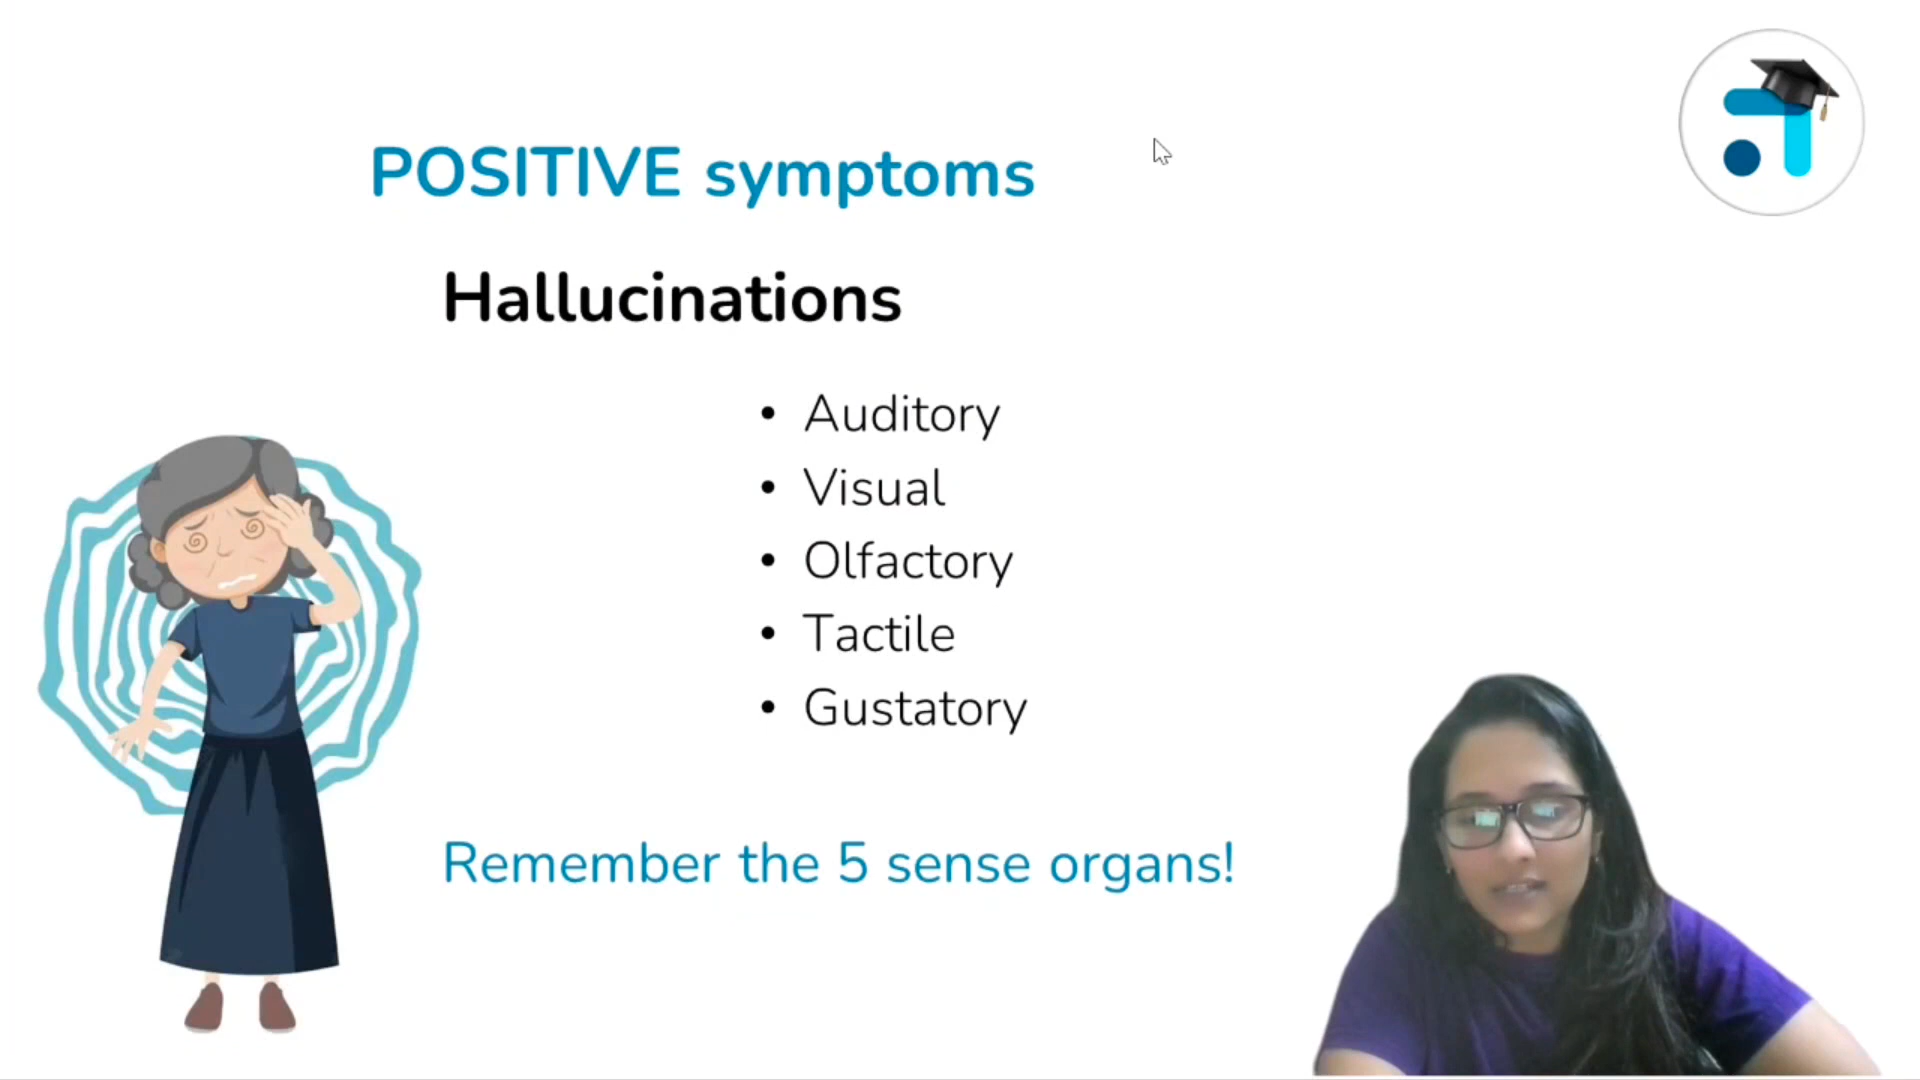 POSITIVE symptoms
Hallucinations
• Auditory
• Visual
• Olfactory
• Tactile
• Gustatory
Remember the 5 sense organs!